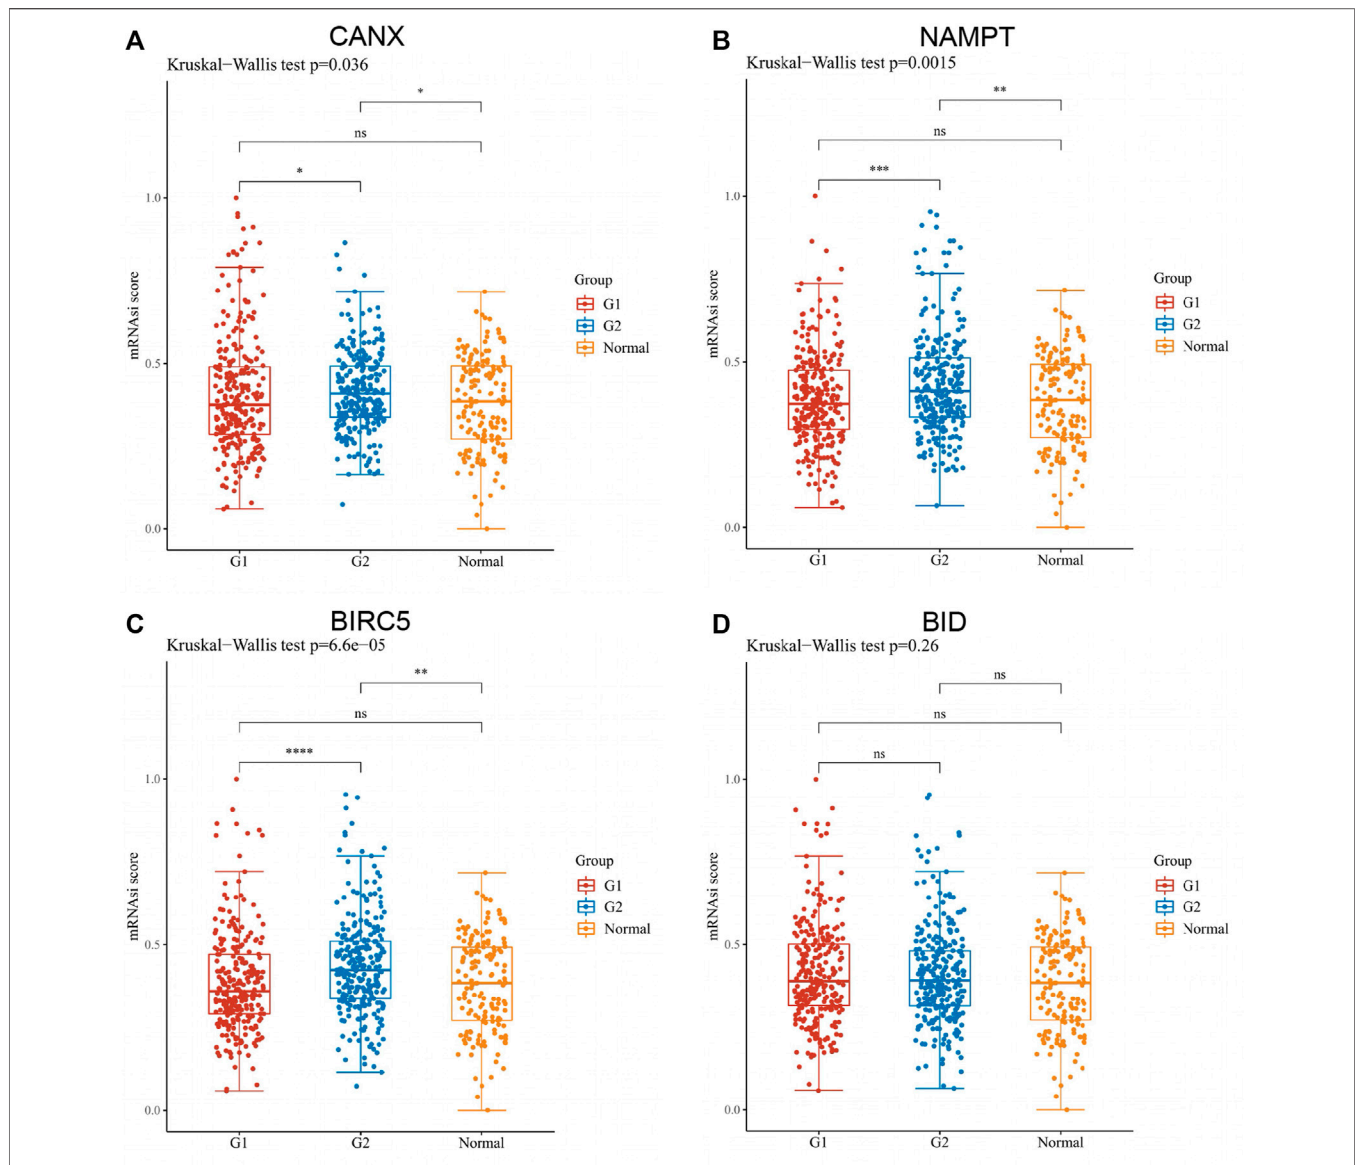 A CANX
Kruskal−Wallis test p=0.036
*
ns
*
1.0
0.5
0.0
mRNAsi score
G1 G2 Normal
Group
G1
G2
Normal
B NAMPT
Kruskal−Wallis test p=0.0015
**
ns
***
1.0
0.5
0.0
mRNAsi score
G1 G2 Normal
Group
G1
G2
Normal
C BIRC5
Kruskal−Wallis test p=6.6e−05
**
ns
****
1.0
0.5
0.0
mRNAsi score
G1 G2 Normal
Group
G1
G2
Normal
D BID
Kruskal−Wallis test p=0.26
ns
ns
ns
1.0
0.5
0.0
mRNAsi score
G1 G2 Normal
Group
G1
G2
Normal